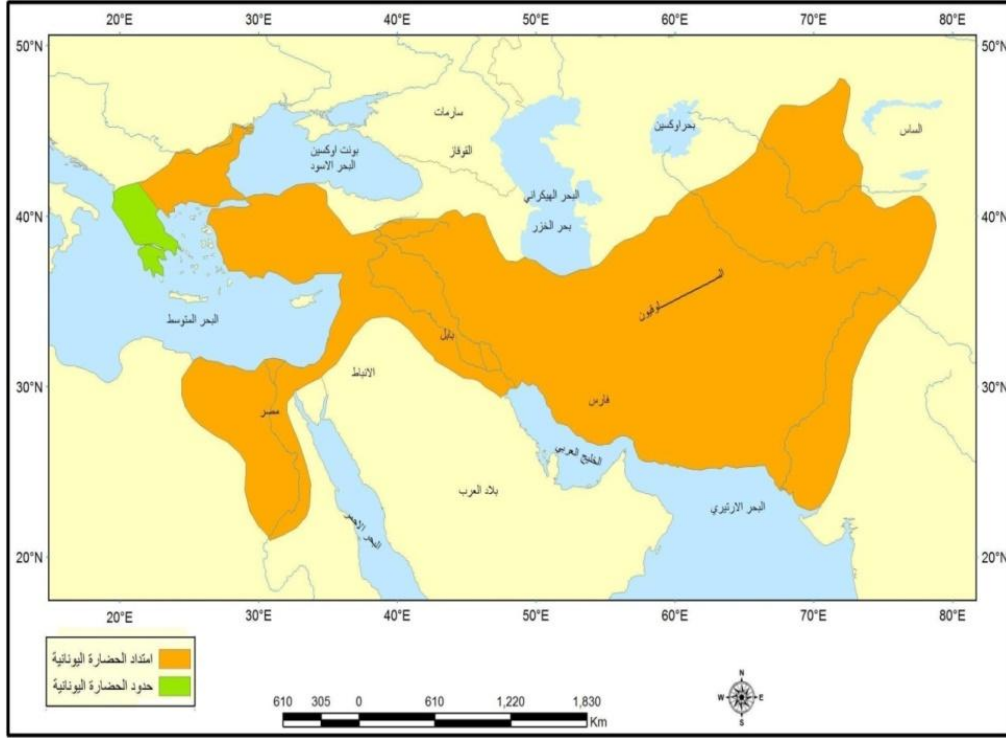 20°E 30°E 40°E 50°E 60°E 70°E 80°E
50°N 50°N
سارمات
بحر اوكسين
الساس
بونت اوكسين
البحر الاسود
القوقاز
40°N 40°N
البحر الهيكراني
بحر الخزر
البحر المتوسط
بابل
30°N 30°N
الانباط
فارس
مصر
الخليج العربي
بلاد العرب
البحر الارتيري
20°N 20°N
20°E 30°E 40°E 50°E 60°E 70°E 80°E
امتداد الحضارة اليونانية
حدود الحضارة اليونانية
610 305 0 610 1,220 1,830
Km
N
W E
S